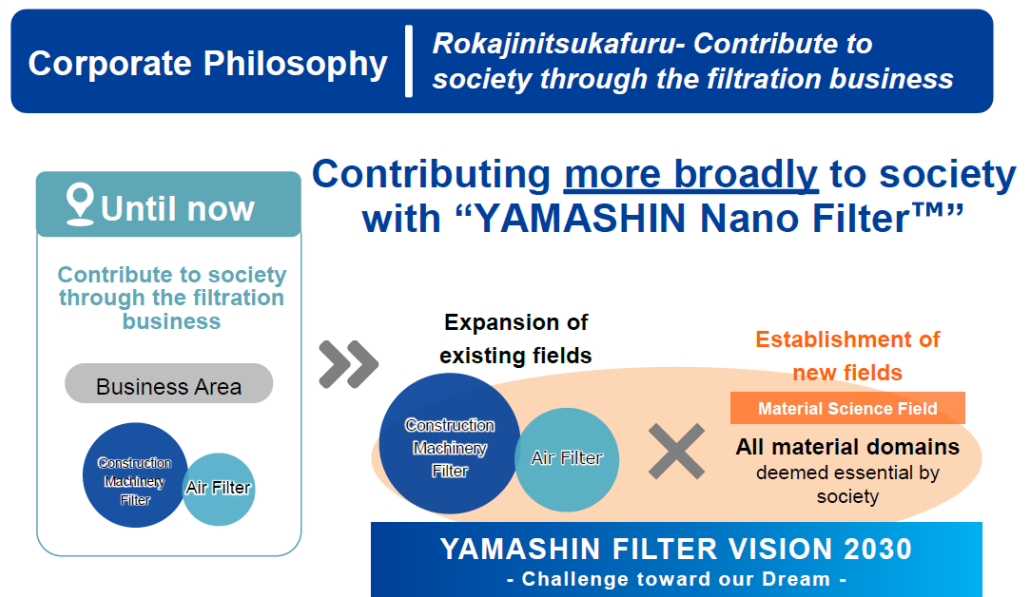 Corporate Philosophy
Rokajinitsukafuru- Contribute to
society through the filtration business
Until now
Contribute to society
through the filtration
business
Business Area
Construction
Machinery
Filter
Air Filter
Contributing more broadly to society
with “YAMASHIN Nano Filter™”
Expansion of
existing fields
Construction
Machinery
Filter
Air Filter
Establishment of
new fields
Material Science Field
All material domains
deemed essential by
society
YAMASHIN FILTER VISION 2030
- Challenge toward our Dream -